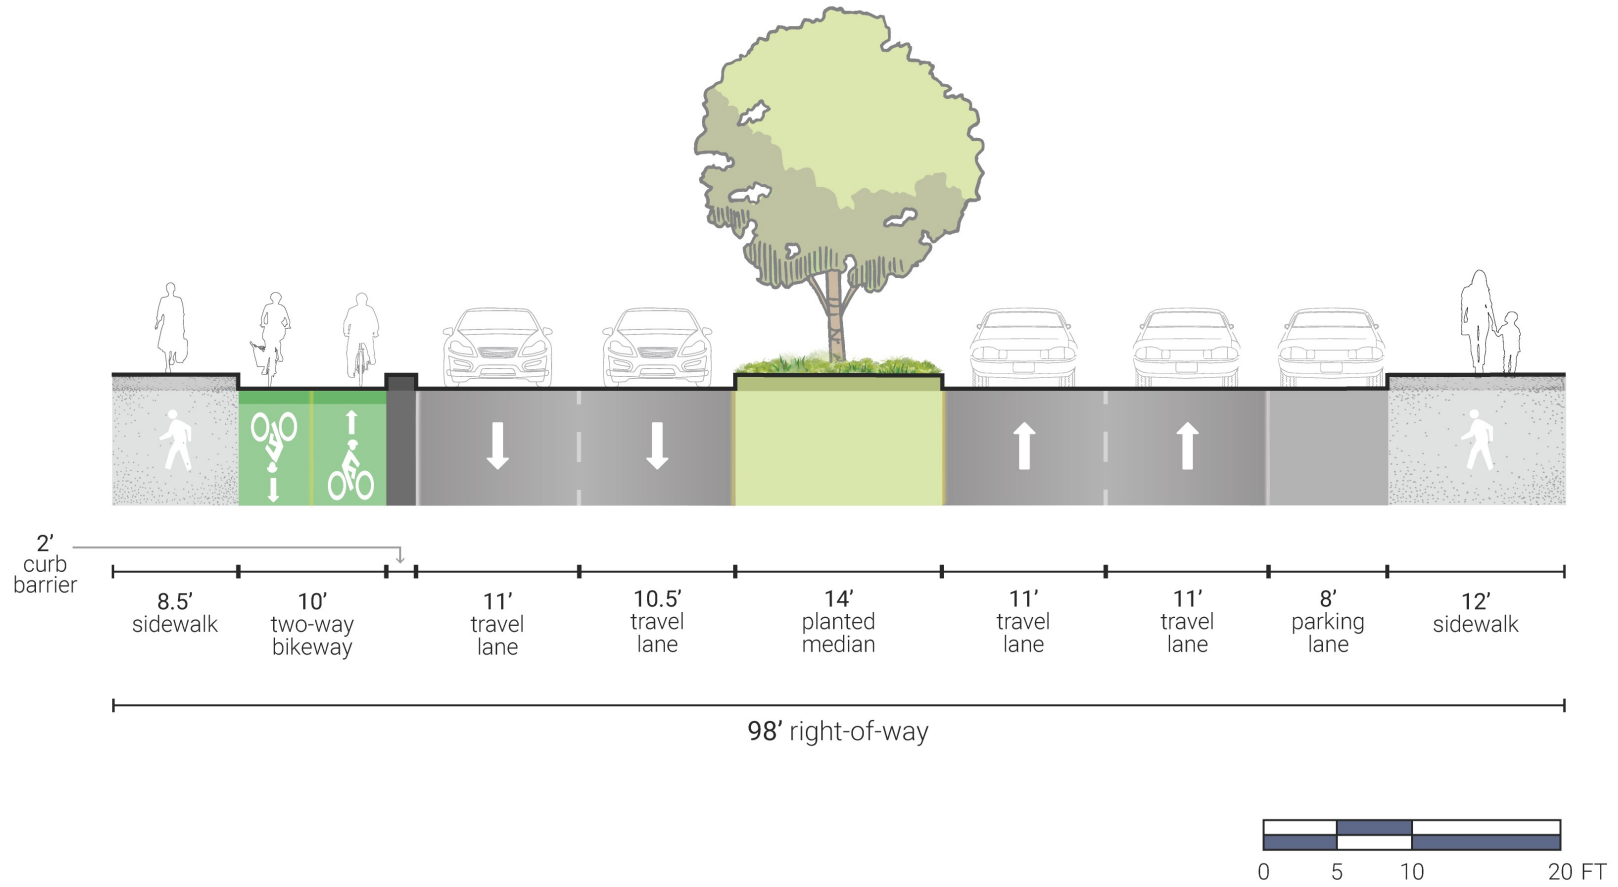 2’
curb
barrier
8.5’
sidewalk
10’
two-way
bikeway
11’
travel
lane
10.5’
travel
lane
14’
planted
median
11’
travel
lane
11’
travel
lane
8’
parking
lane
12’
sidewalk
98’ right-of-way
0 5 10 20 FT